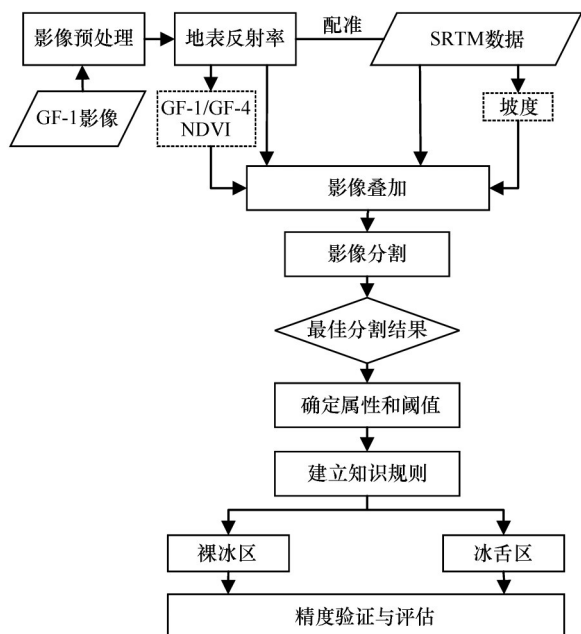 影像预处理
地表反射率
配准
SRTM数据
GF-1影像
GF-1/GF-4
NDVI
坡度
影像叠加
影像分割
最佳分割结果
确定属性和阈值
建立知识规则
裸冰区
冰舌区
精度验证与评估